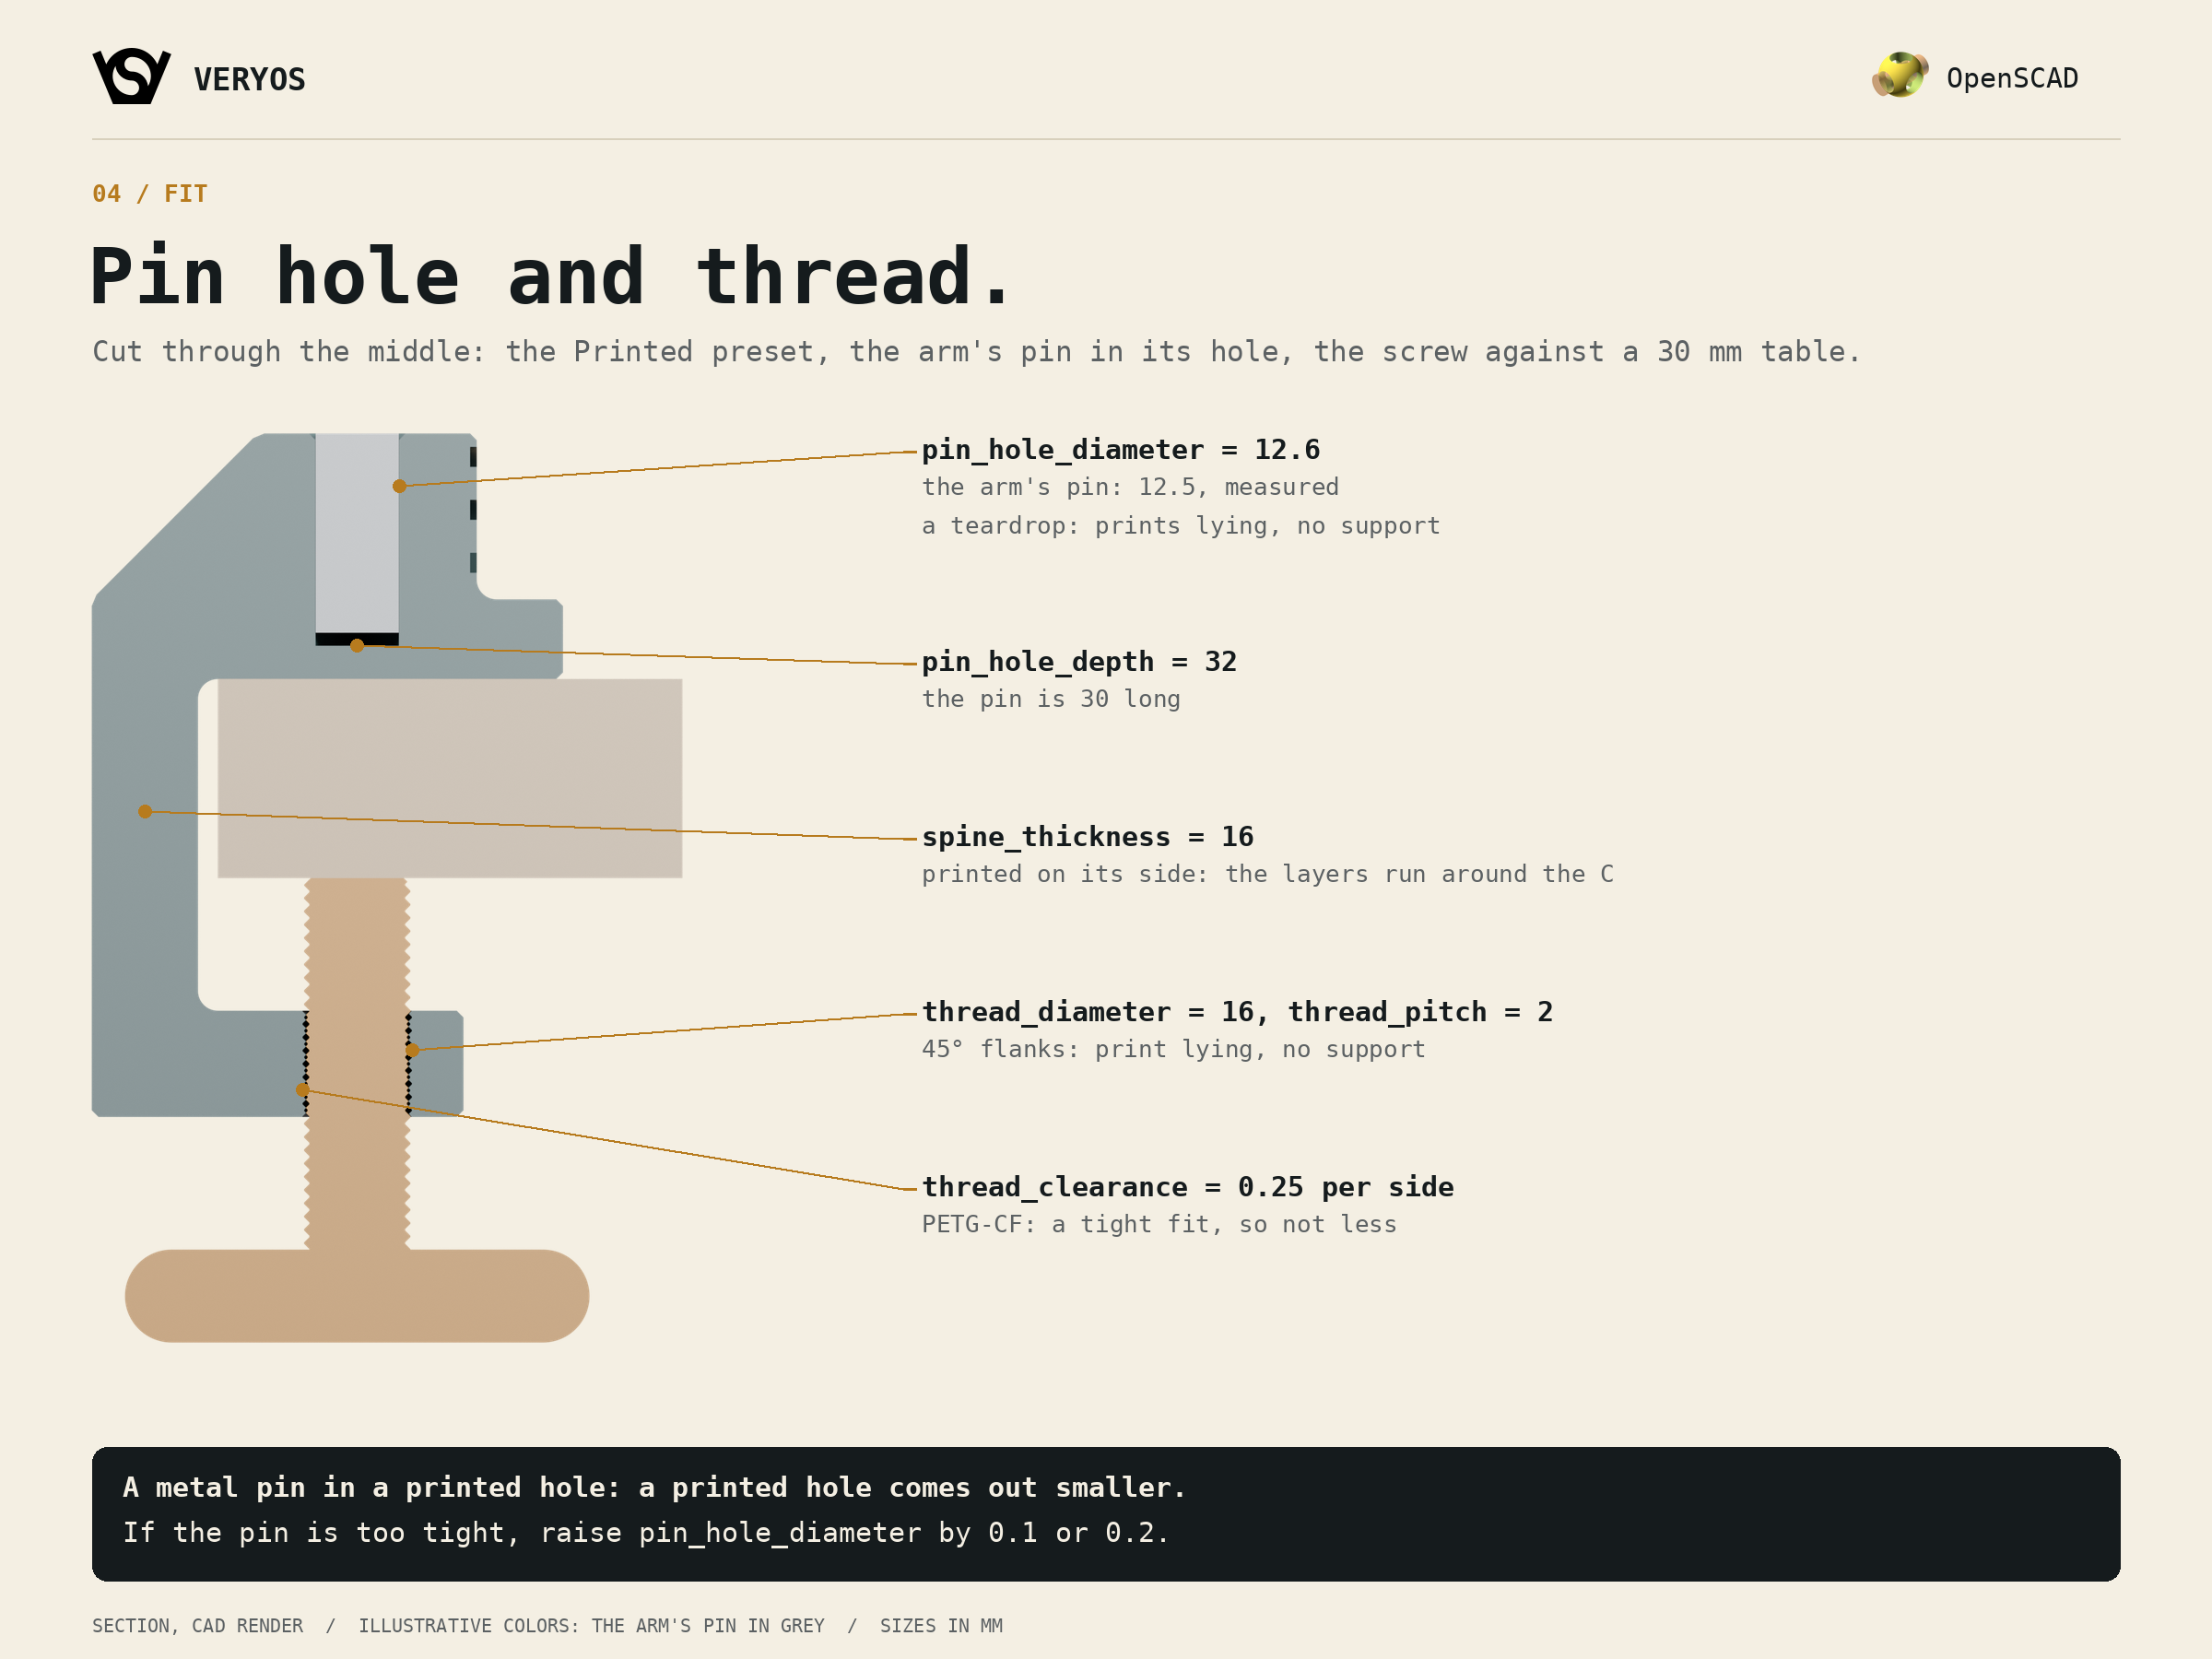 VERYOS
OpenSCAD
04 / FIT
Pin hole and thread.
Cut through the middle: the Printed preset, the arm's pin in its hole, the screw against a 30 mm table.
pin_hole_diameter = 12.6
the arm's pin: 12.5, measured
a teardrop: prints lying, no support
pin_hole_depth = 32
the pin is 30 long
spine_thickness = 16
printed on its side: the layers run around the C
thread_diameter = 16, thread_pitch = 2
45° flanks: print lying, no support
thread_clearance = 0.25 per side
PETG-CF: a tight fit, so not less
A metal pin in a printed hole: a printed hole comes out smaller.
If the pin is too tight, raise pin_hole_diameter by 0.1 or 0.2.
SECTION, CAD RENDER / ILLUSTRATIVE COLORS: THE ARM'S PIN IN GREY / SIZES IN MM